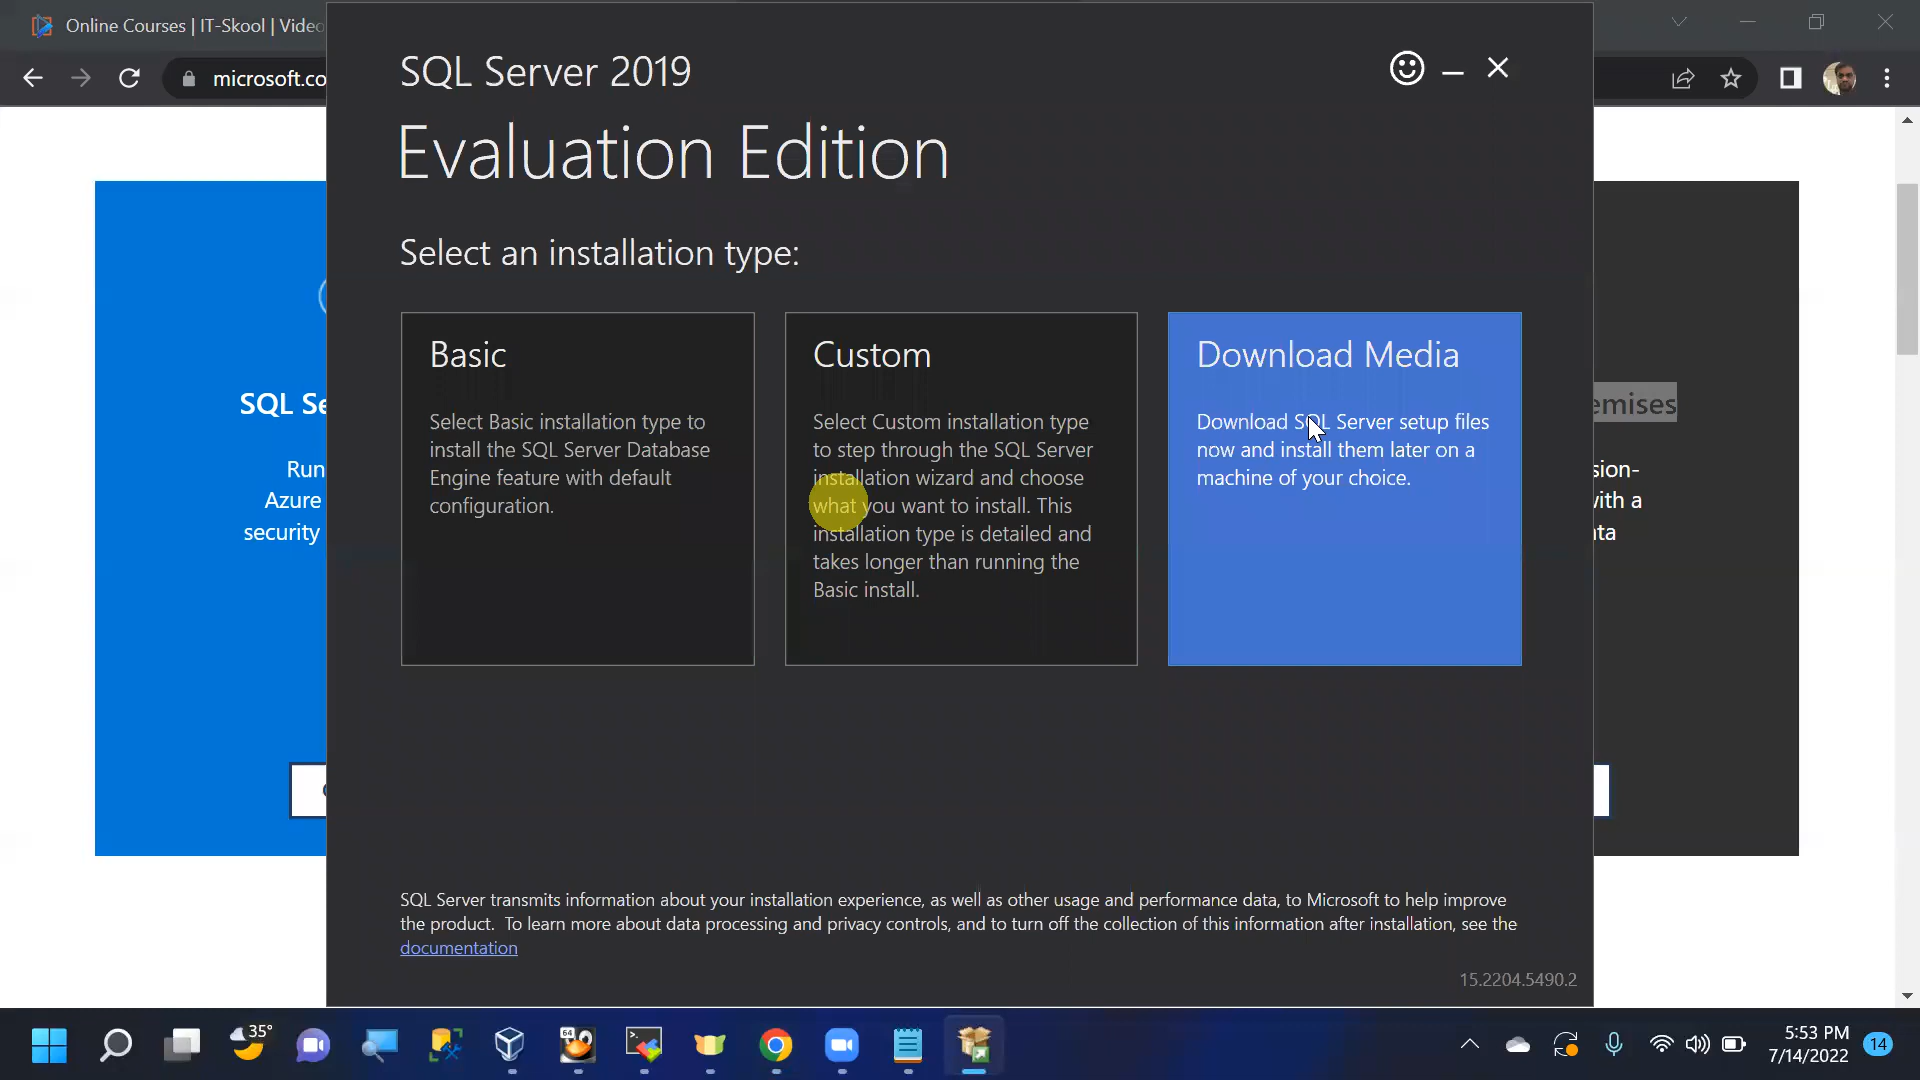 Online Courses | IT-Skool | Video
microsoft.co
SQL Server 2019
Evaluation Edition
Select an installation type:
Basic
Select Basic installation type to
install the SQL Server Database
Engine feature with default
configuration.
Custom
Select Custom installation type
to step through the SQL Server
installation wizard and choose
what you want to install. This
installation type is detailed and
takes longer than running the
Basic install.
Download Media
Download SQL Server setup files
now and install them later on a
machine of your choice.
SQL Se
Run
Azure
security
emises
sion-
ith a
ta
SQL Server transmits information about your installation experience, as well as other usage and performance data, to Microsoft to help improve
the product.  To learn more about data processing and privacy controls, and to turn off the collection of this information after installation, see the
documentation
15.2204.5490.2
35°
64
5:53 PM
7/14/2022
14